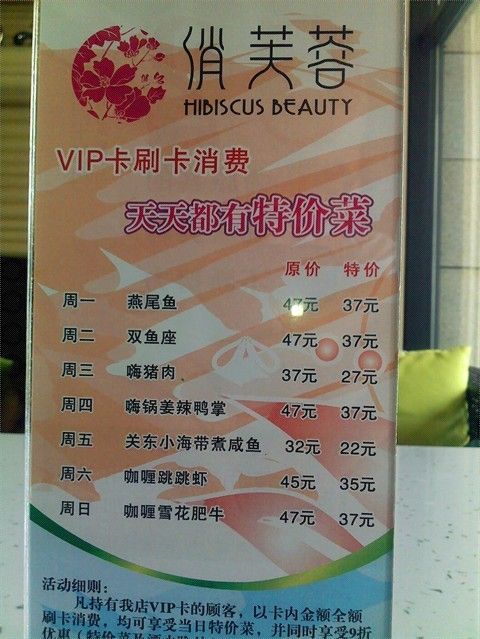 俏芙蓉
HIBISCUS BEAUTY
VIP卡刷卡消费
天天都有特价菜
原价 特价
周一 燕尾鱼 47元 37元
周二 双鱼座 47元 37元
周三 嗨猪肉 37元 27元
周四 嗨锅姜辣鸭掌 47元 37元
周五 关东小海带煮咸鱼 32元 22元
周六 咖喱跳跳虾 45元 35元
周日 咖喱雪花肥牛 47元 37元
活动细则：
凡持有我店VIP卡的顾客，以卡内金额全额
刷卡消费，均可享受当日特价菜，并同时享受9折
优惠（特价菜及酒水